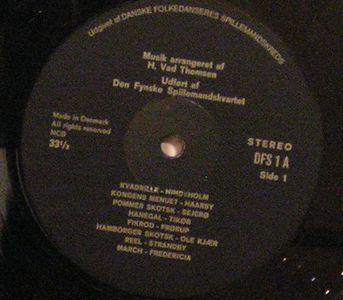 Udgivet af DANSKE FOLKEDANSERES SPILLEMANDSKREDS
Musik arrangeret af
H. Vad Thomsen
Udført af
Den Fynske Spillemandskvartet
Made in Denmark
All rights reserved
NCB
33⅓
STEREO
DFS 1 A
Side 1
KVADRILLE - HINDSHOLM
KONGENS MENUET - HAARBY
POMMER SKOTSK - SEJERØ
HANEGAL - TIKØB
FIKROD - FRØRUP
HAMBORGER SKOTSK - OLE KJÆR
REEL - STRANDBY
MARCH - FREDERICIA